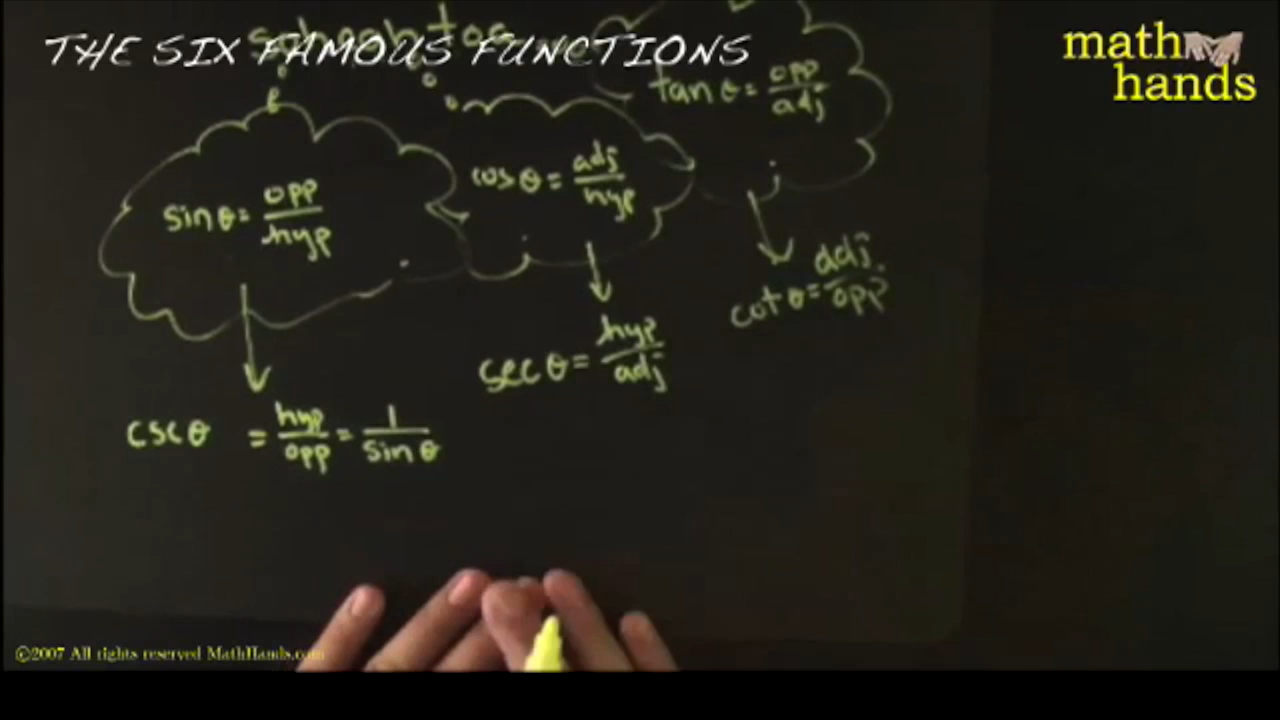 THE SIX FAMOUS FUNCTIONS
math
hands
tan θ = opp/adj
cos θ = adj/hyp
sin θ = opp/hyp
cot θ = adj./opp
sec θ = hyp/adj
csc θ = hyp/opp = 1/sin θ
©2007 All rights reserved MathHands.com